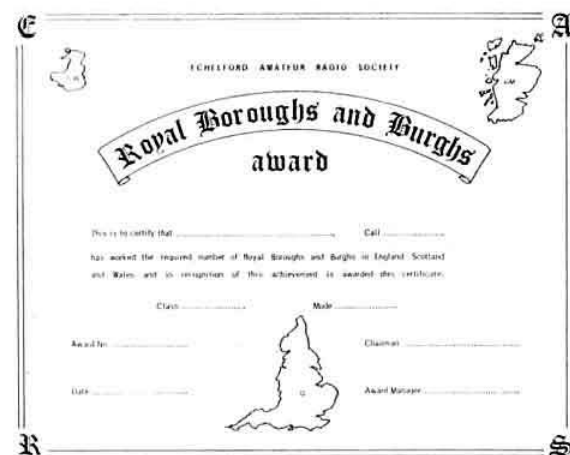 E A
ECHELFORD AMATEUR RADIO SOCIETY
Royal Boroughs and Burghs
award
This is to certify that ........................ Call ................
has worked the required number of Royal Boroughs and Burghs in England, Scotland
and Wales and in recognition of this achievement is awarded this certificate.
Class ................ Mode ................
Award No. ................ Chairman ................
G
Date ................ Award Manager ................
R S